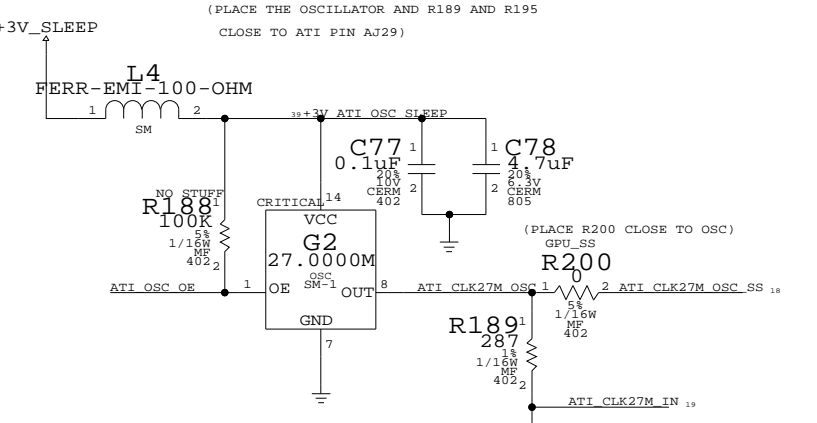 (PLACE THE OSCILLATOR AND R189 AND R195
CLOSE TO ATI PIN AJ29)
+3V_SLEEP
L4
FERR-EMI-100-OHM
1 2
SM
39 +3V_ATI_OSC_SLEEP
C77
0.1uF
20%
10V
CERM
402
1
2
C78
4.7uF
20%
6.3V
CERM
805
1
2
NO STUFF
R188
100K
5%
1/16W
MF
402
1
2
CRITICAL
14
VCC
G2
27.0000M
OSC
SM-1
OE
OUT
GND
1
8
7
ATI_OSC_OE
(PLACE R200 CLOSE TO OSC)
GPU_SS
R200
0
ATI_CLK27M_OSC 1
2 ATI_CLK27M_OSC_SS 18
5%
1/16W
MF
402
R189
287
1%
1/16W
MF
402
1
2
ATI_CLK27M_IN 19